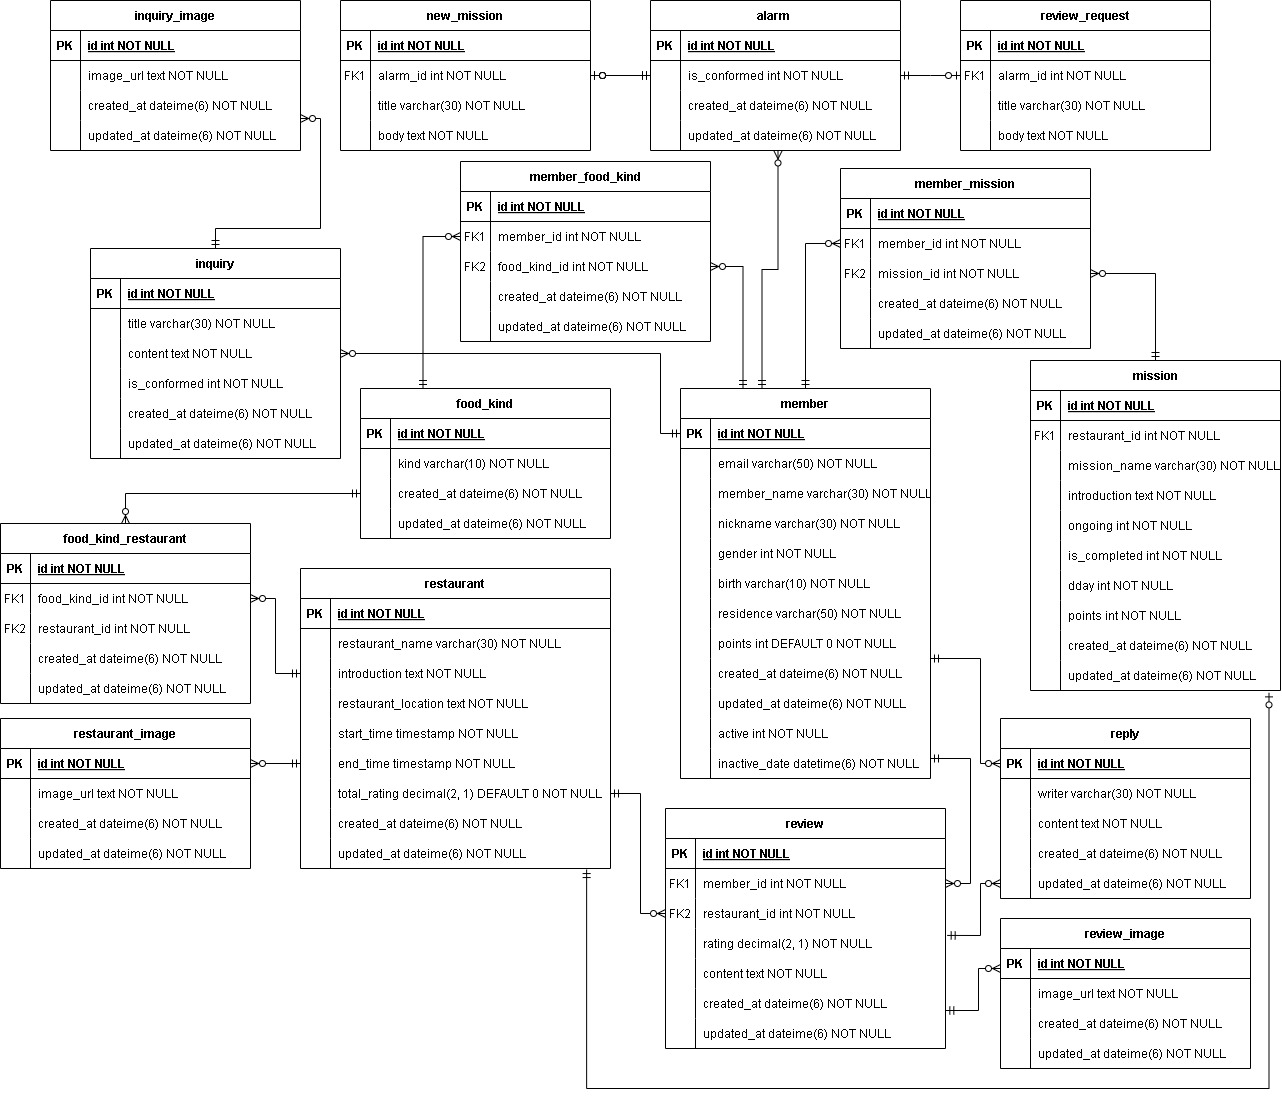 inquiry_image
PK id int NOT NULL
image_url text NOT NULL
created_at dateime(6) NOT NULL
updated_at dateime(6) NOT NULL
new_mission
PK id int NOT NULL
FK1 alarm_id int NOT NULL
title varchar(30) NOT NULL
body text NOT NULL
alarm
PK id int NOT NULL
is_conformed int NOT NULL
created_at dateime(6) NOT NULL
updated_at dateime(6) NOT NULL
review_request
PK id int NOT NULL
FK1 alarm_id int NOT NULL
title varchar(30) NOT NULL
body text NOT NULL
member_food_kind
PK id int NOT NULL
FK1 member_id int NOT NULL
FK2 food_kind_id int NOT NULL
created_at dateime(6) NOT NULL
updated_at dateime(6) NOT NULL
member_mission
PK id int NOT NULL
FK1 member_id int NOT NULL
FK2 mission_id int NOT NULL
created_at dateime(6) NOT NULL
updated_at dateime(6) NOT NULL
inquiry
PK id int NOT NULL
title varchar(30) NOT NULL
content text NOT NULL
is_conformed int NOT NULL
created_at dateime(6) NOT NULL
updated_at dateime(6) NOT NULL
food_kind
PK id int NOT NULL
kind varchar(10) NOT NULL
created_at dateime(6) NOT NULL
updated_at dateime(6) NOT NULL
member
PK id int NOT NULL
email varchar(50) NOT NULL
member_name varchar(30) NOT NULL
nickname varchar(30) NOT NULL
gender int NOT NULL
birth varchar(10) NOT NULL
residence varchar(50) NOT NULL
points int DEFAULT 0 NOT NULL
created_at dateime(6) NOT NULL
updated_at dateime(6) NOT NULL
active int NOT NULL
inactive_date datetime(6) NOT NULL
mission
PK id int NOT NULL
FK1 restaurant_id int NOT NULL
mission_name varchar(30) NOT NULL
introduction text NOT NULL
ongoing int NOT NULL
is_completed int NOT NULL
dday int NOT NULL
points int NOT NULL
created_at dateime(6) NOT NULL
updated_at dateime(6) NOT NULL
food_kind_restaurant
PK id int NOT NULL
FK1 food_kind_id int NOT NULL
FK2 restaurant_id int NOT NULL
created_at dateime(6) NOT NULL
updated_at dateime(6) NOT NULL
restaurant
PK id int NOT NULL
restaurant_name varchar(30) NOT NULL
introduction text NOT NULL
restaurant_location text NOT NULL
start_time timestamp NOT NULL
end_time timestamp NOT NULL
total_rating decimal(2, 1) DEFAULT 0 NOT NULL
created_at dateime(6) NOT NULL
updated_at dateime(6) NOT NULL
restaurant_image
PK id int NOT NULL
image_url text NOT NULL
created_at dateime(6) NOT NULL
updated_at dateime(6) NOT NULL
reply
PK id int NOT NULL
writer varchar(30) NOT NULL
content text NOT NULL
created_at dateime(6) NOT NULL
updated_at dateime(6) NOT NULL
review
PK id int NOT NULL
FK1 member_id int NOT NULL
FK2 restaurant_id int NOT NULL
rating decimal(2, 1) NOT NULL
content text NOT NULL
created_at dateime(6) NOT NULL
updated_at dateime(6) NOT NULL
review_image
PK id int NOT NULL
image_url text NOT NULL
created_at dateime(6) NOT NULL
updated_at dateime(6) NOT NULL